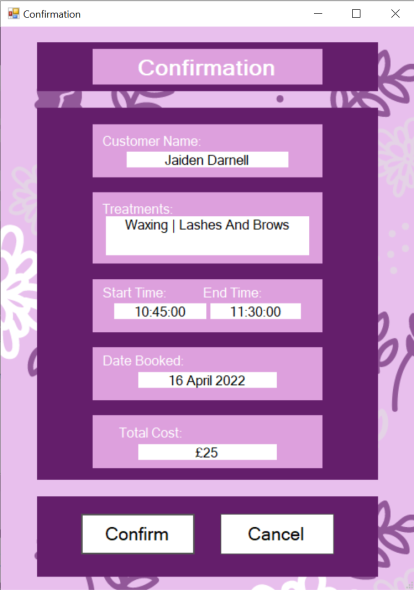 Confirmation
Confirmation
Customer Name:
Jaiden Darnell
Treatments:
Waxing | Lashes And Brows
Start Time: End Time:
10:45:00 11:30:00
Date Booked:
16 April 2022
Total Cost:
£25
Confirm Cancel